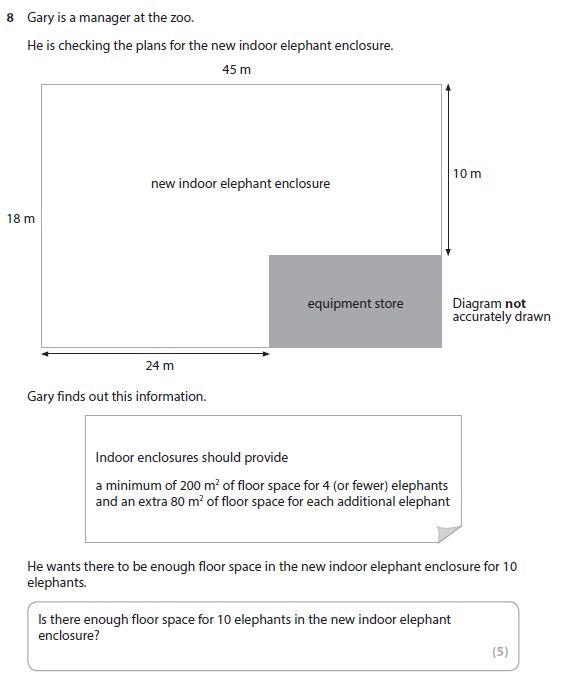 8 Gary is a manager at the zoo.
He is checking the plans for the new indoor elephant enclosure.
45 m
10 m
new indoor elephant enclosure
18 m
equipment store
Diagram not
accurately drawn
24 m
Gary finds out this information.
Indoor enclosures should provide
a minimum of 200 m² of floor space for 4 (or fewer) elephants
and an extra 80 m² of floor space for each additional elephant
He wants there to be enough floor space in the new indoor elephant enclosure for 10
elephants.
Is there enough floor space for 10 elephants in the new indoor elephant
enclosure?
(5)